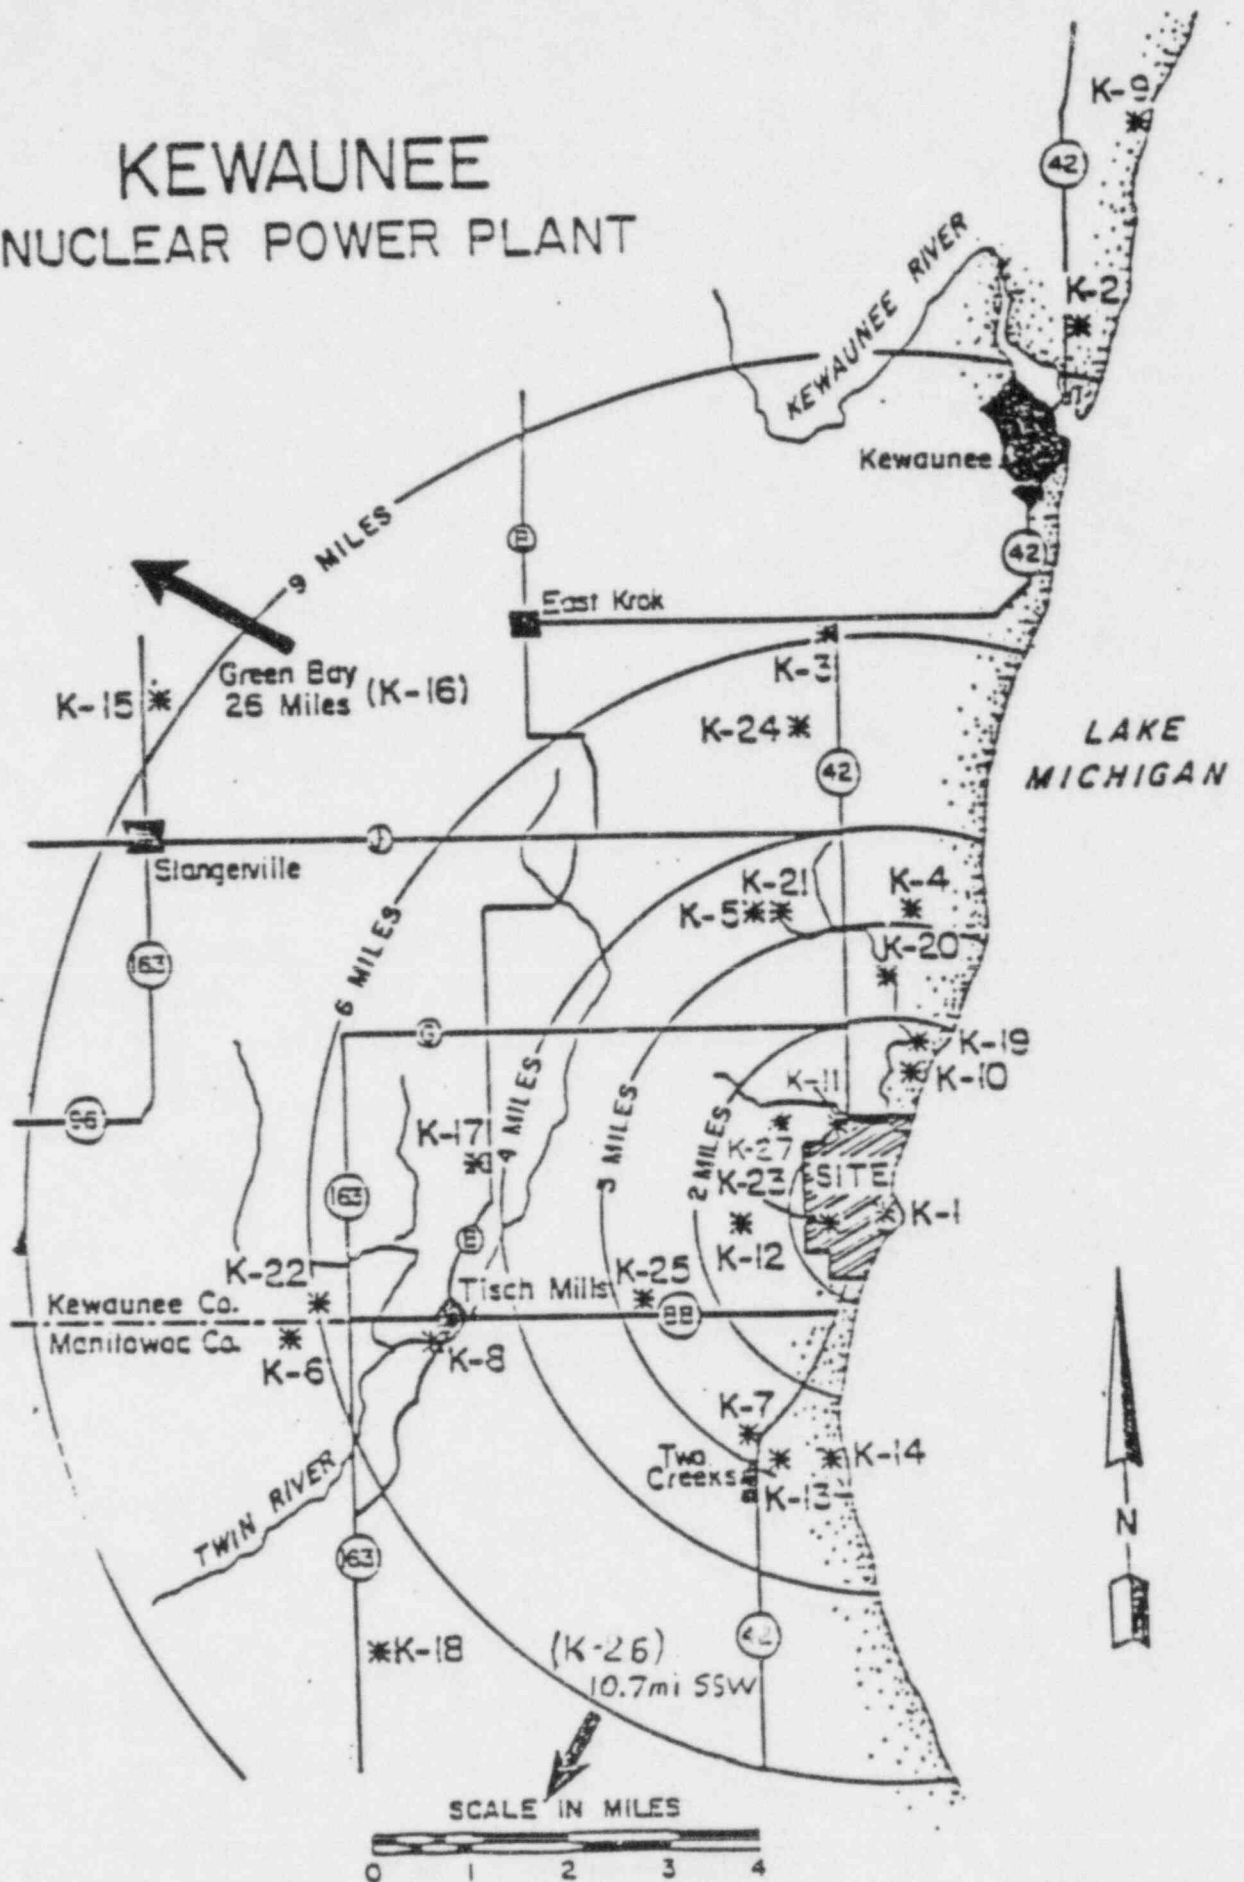 KEWAUNEE
NUCLEAR POWER PLANT
K-9
42
KEWAUNEE RIVER
K-2
Kewaunee
9 MILES
E
42
East Krok
K-3
Green Bay
26 Miles (K-16)
K-15
K-24
42
LAKE
MICHIGAN
J
Slangerville
K-21
K-5
K-4
K-20
163
6 MILES
G
K-19
K-10
K-11
4 MILES
3 MILES
2 MILES
K-17
K-27
K-23
SITE
K-1
163
K-12
E
K-22
K-25
Tisch Mills
Kewaunee Co.
Manitowac Co.
BB
K-6
K-8
K-7
Two
Creeks
K-14
K-13
TWIN RIVER
163
N
K-18
(K-26)
10.7mi SSW
42
SCALE IN MILES
0 1 2 3 4